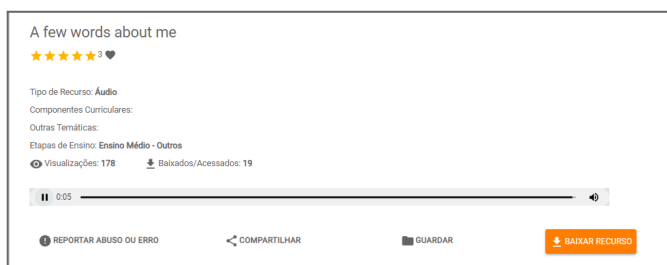 A few words about me
3
Tipo de Recurso: Áudio
Componentes Curriculares:
Outras Temáticas:
Etapas de Ensino: Ensino Médio - Outros
Visualizações: 178 Baixados/Acessados: 19
0:05
REPORTAR ABUSO OU ERRO COMPARTILHAR GUARDAR BAIXAR RECURSO